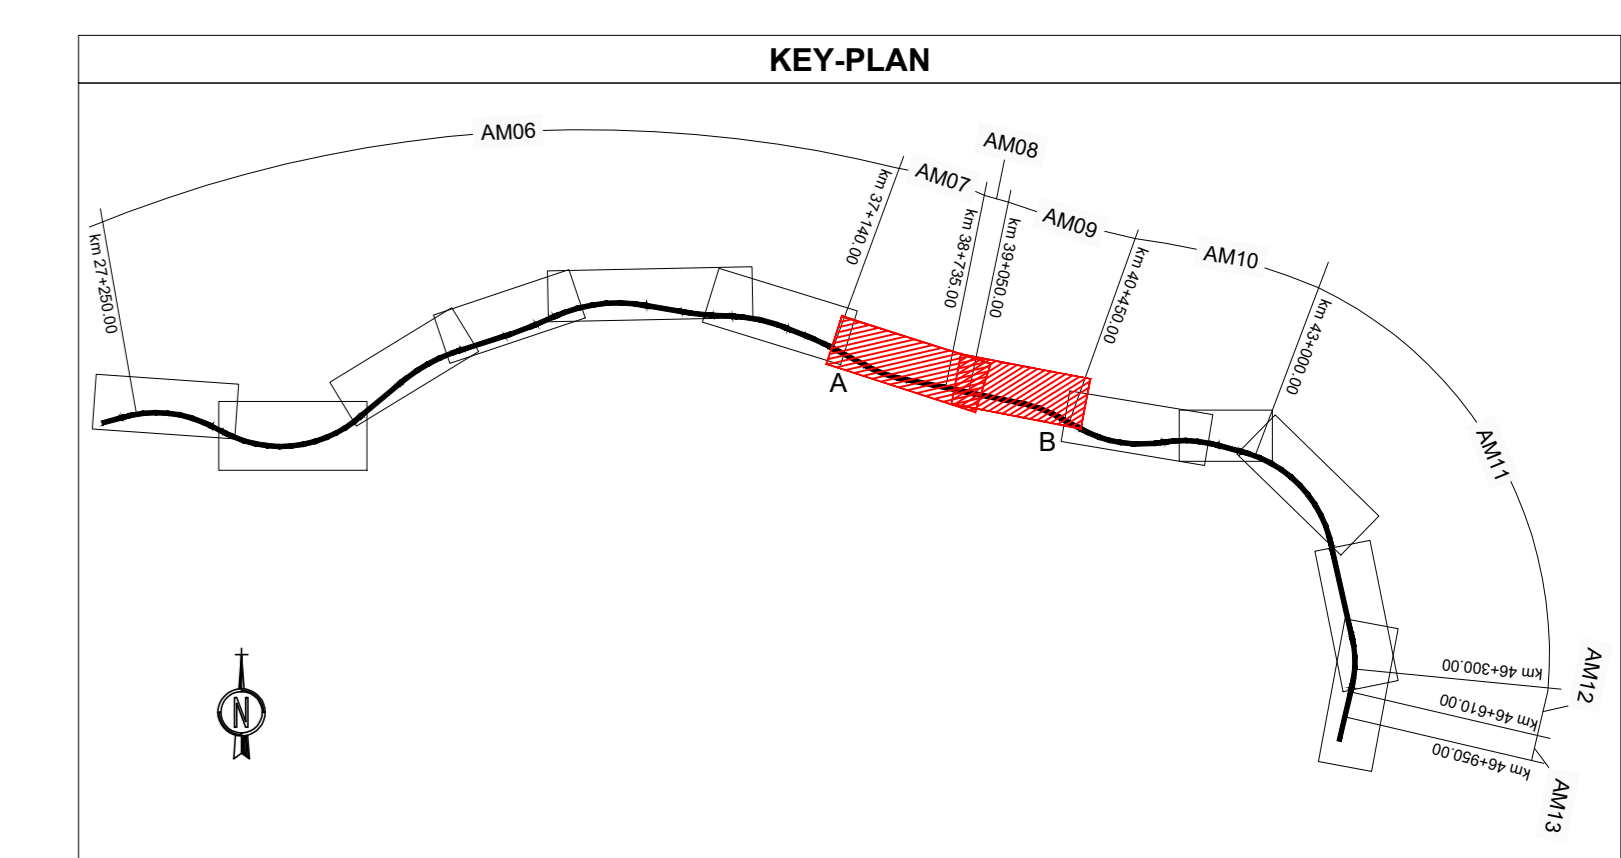 KEY-PLAN
AM06
AM08
AM07
AM09
AM10
km 27+250.00
km 37+140.00
km 38+735.00
km 39+050.00
km 40+450.00
km 43+000.00
A
B
AM11
N
km 46+300.00
AM12
km 46+610.00
km 46+950.00
AM13